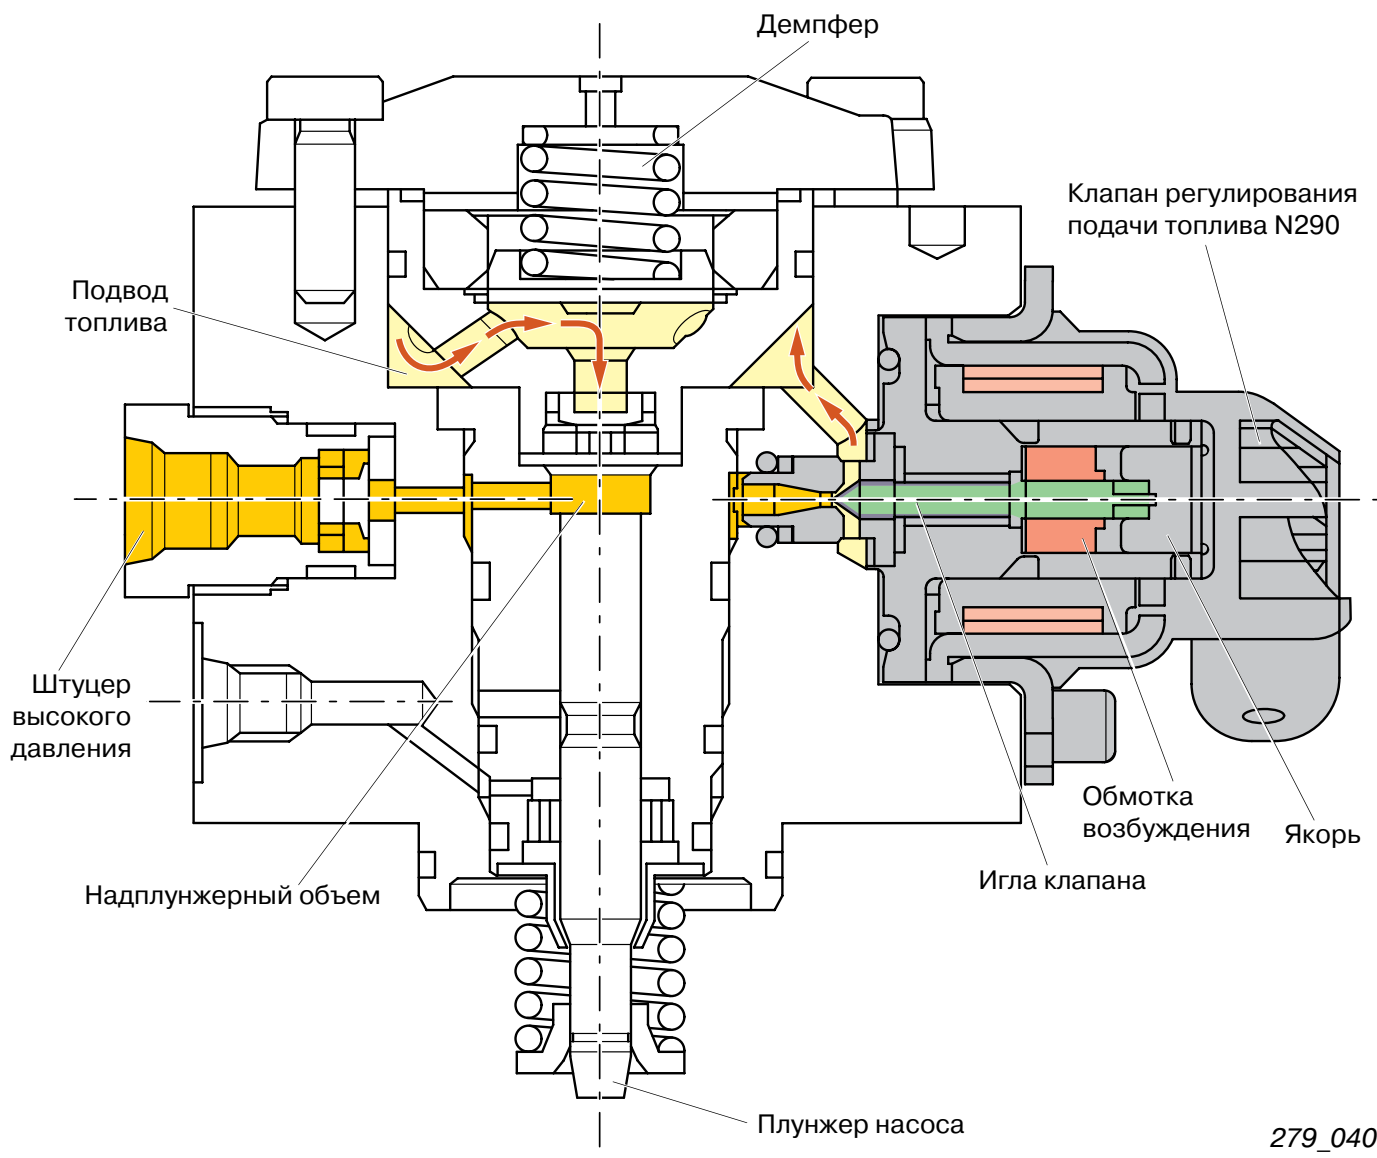 Демпфер
Клапан регулирования
подачи топлива N290
Подвод
топлива
Штуцер
высокого
давления
Обмотка
возбуждения
Якорь
Игла клапана
Надплунжерный объем
Плунжер насоса
279_040